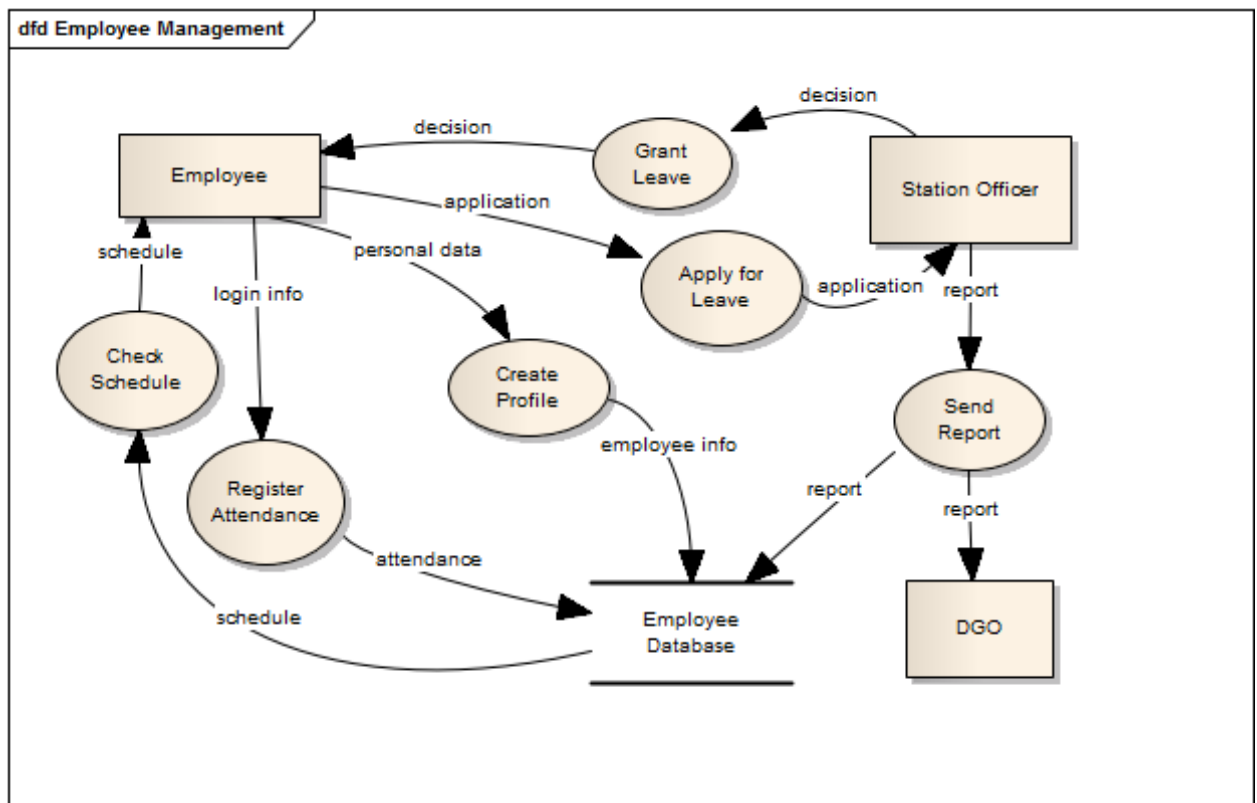 dfd Employee Management
decision
decision
Grant
Leave
Employee
Station Officer
application
schedule
personal data
Apply for
Leave
application
report
login info
Check
Schedule
Create
Profile
Send
Report
employee info
Register
Attendance
report
report
attendance
schedule
Employee
Database
DGO